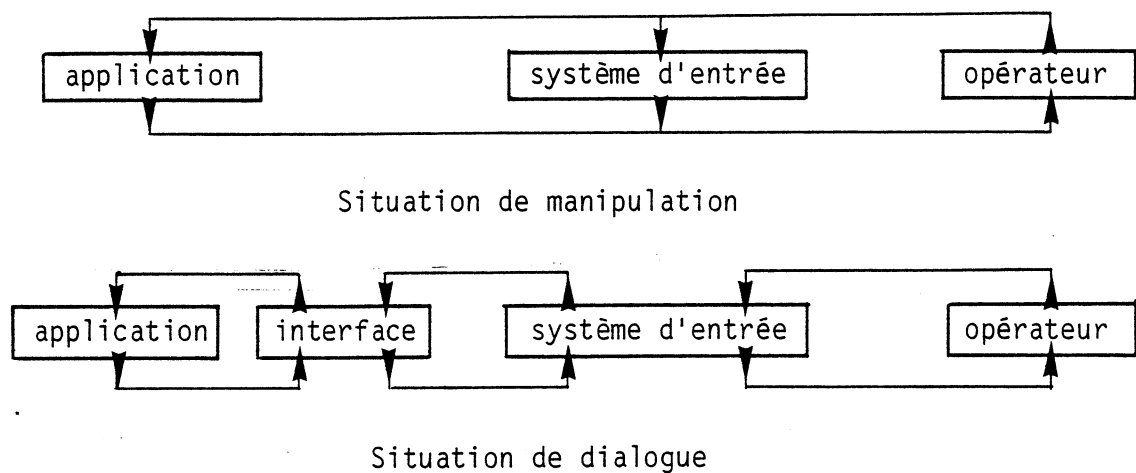 application système d'entrée opérateur
Situation de manipulation
application interface système d'entrée opérateur
Situation de dialogue